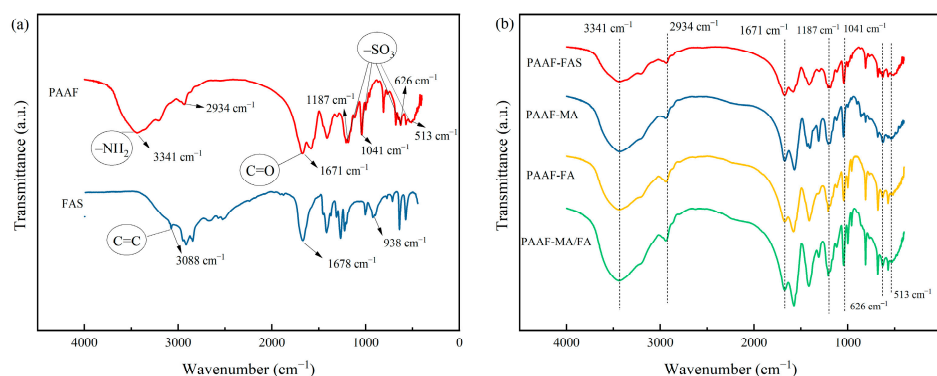 (a)
Transmittance (a.u.)
PAAF
−NH₂
3341 cm⁻¹
2934 cm⁻¹
C=O
1671 cm⁻¹
1187 cm⁻¹
−SO₃⁻
1041 cm⁻¹
626 cm⁻¹
513 cm⁻¹
FAS
C=C
3088 cm⁻¹
1678 cm⁻¹
938 cm⁻¹
4000 3000 2000 1000 0
Wavenumber (cm⁻¹)
(b)
Transmittance (a.u.)
3341 cm⁻¹ 2934 cm⁻¹ 1671 cm⁻¹ 1187 cm⁻¹ 1041 cm⁻¹
PAAF-FAS
PAAF-MA
PAAF-FA
PAAF-MA/FA
513 cm⁻¹
626 cm⁻¹
4000 3000 2000 1000 0
Wavenumber (cm⁻¹)